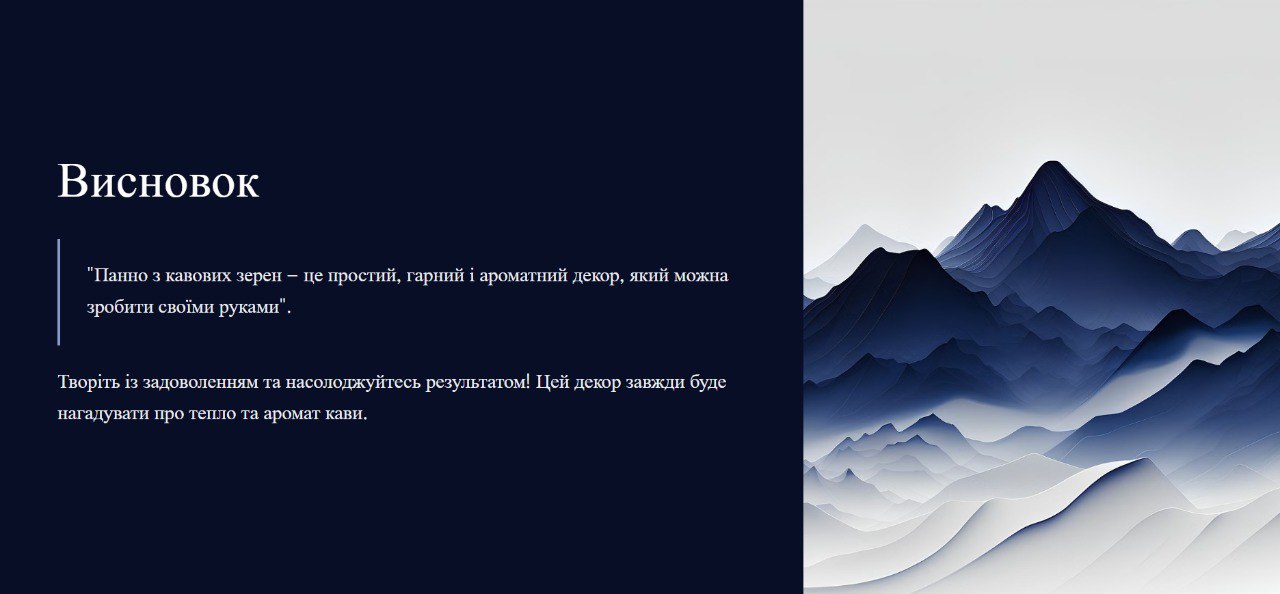 Висновок
"Панно з кавових зерен – це простий, гарний і ароматний декор, який можна
зробити своїми руками".
Творіть із задоволенням та насолоджуйтесь результатом! Цей декор завжди буде
нагадувати про тепло та аромат кави.